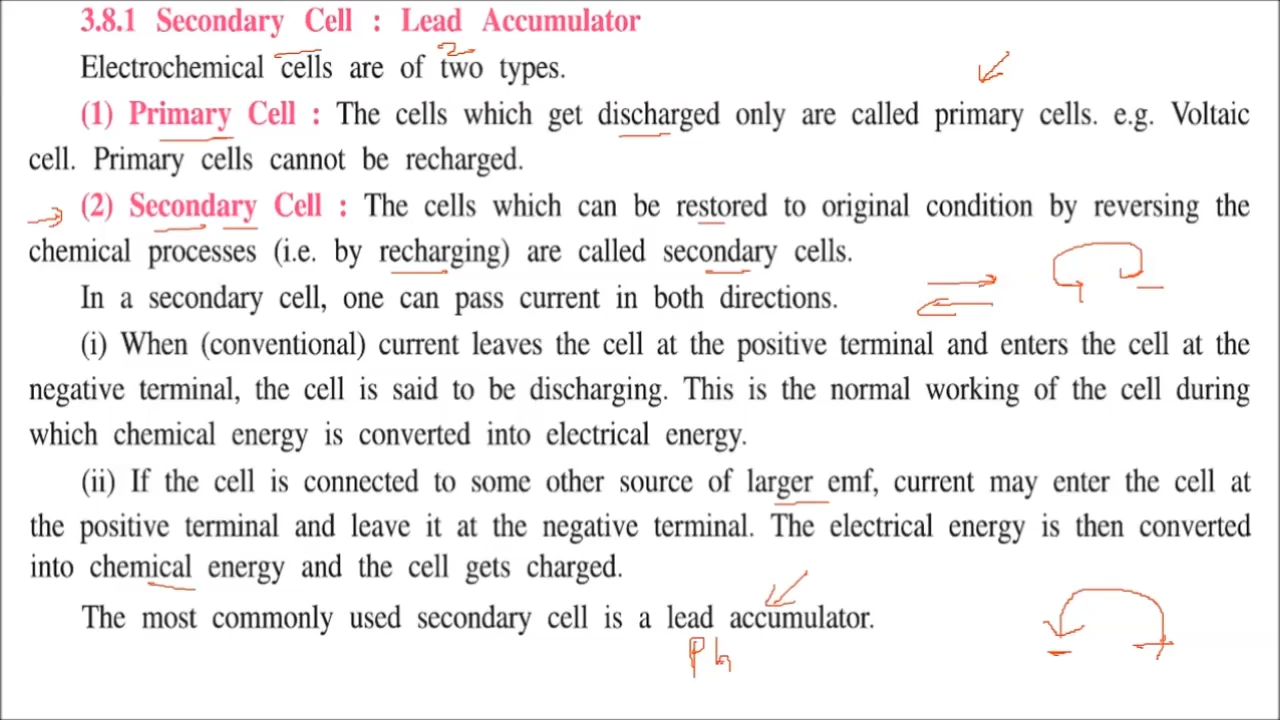 3.8.1 Secondary Cell : Lead Accumulator
2
Electrochemical cells are of two types.
(1) Primary Cell : The cells which get discharged only are called primary cells. e.g. Voltaic
cell. Primary cells cannot be recharged.
(2) Secondary Cell : The cells which can be restored to original condition by reversing the
chemical processes (i.e. by recharging) are called secondary cells.
In a secondary cell, one can pass current in both directions.
(i) When (conventional) current leaves the cell at the positive terminal and enters the cell at the
negative terminal, the cell is said to be discharging. This is the normal working of the cell during
which chemical energy is converted into electrical energy.
(ii) If the cell is connected to some other source of larger emf, current may enter the cell at
the positive terminal and leave it at the negative terminal. The electrical energy is then converted
into chemical energy and the cell gets charged.
The most commonly used secondary cell is a lead accumulator.
Pb